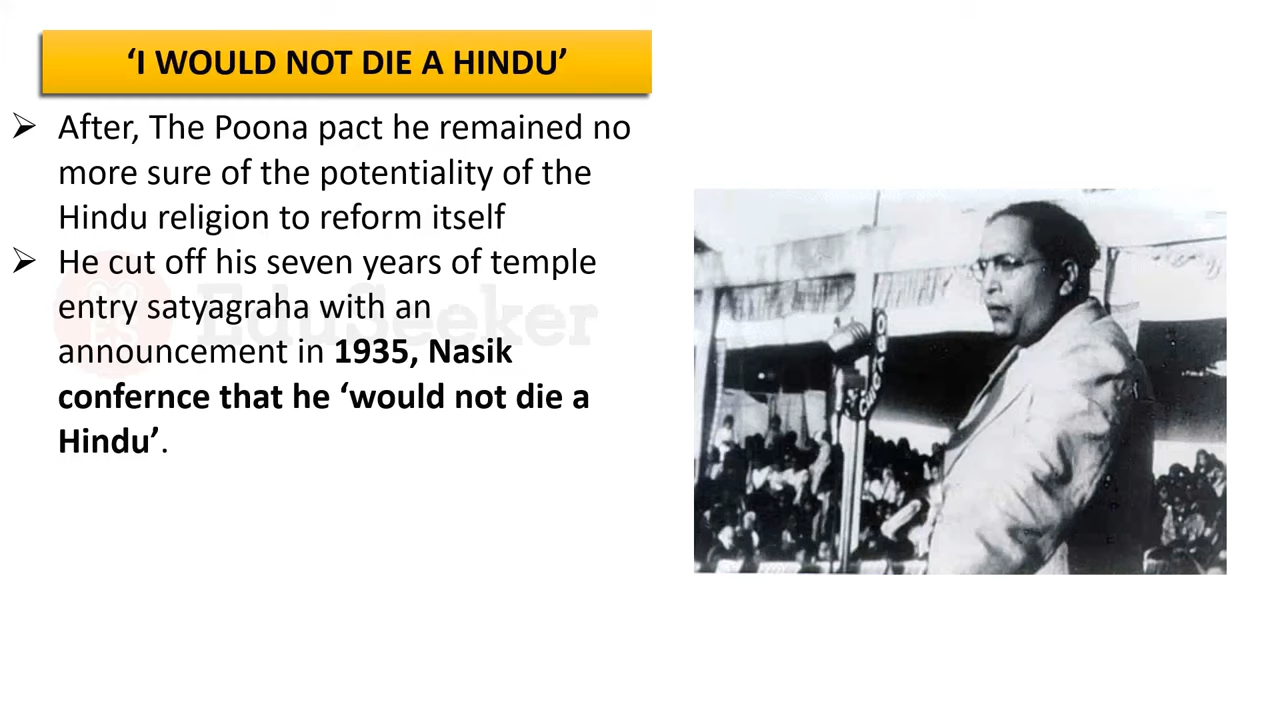 ‘I WOULD NOT DIE A HINDU’
➢ After, The Poona pact he remained no
more sure of the potentiality of the
Hindu religion to reform itself
➢ He cut off his seven years of temple
entry satyagraha with an
announcement in 1935, Nasik
confernce that he ‘would not die a
Hindu’.
EduSeeker